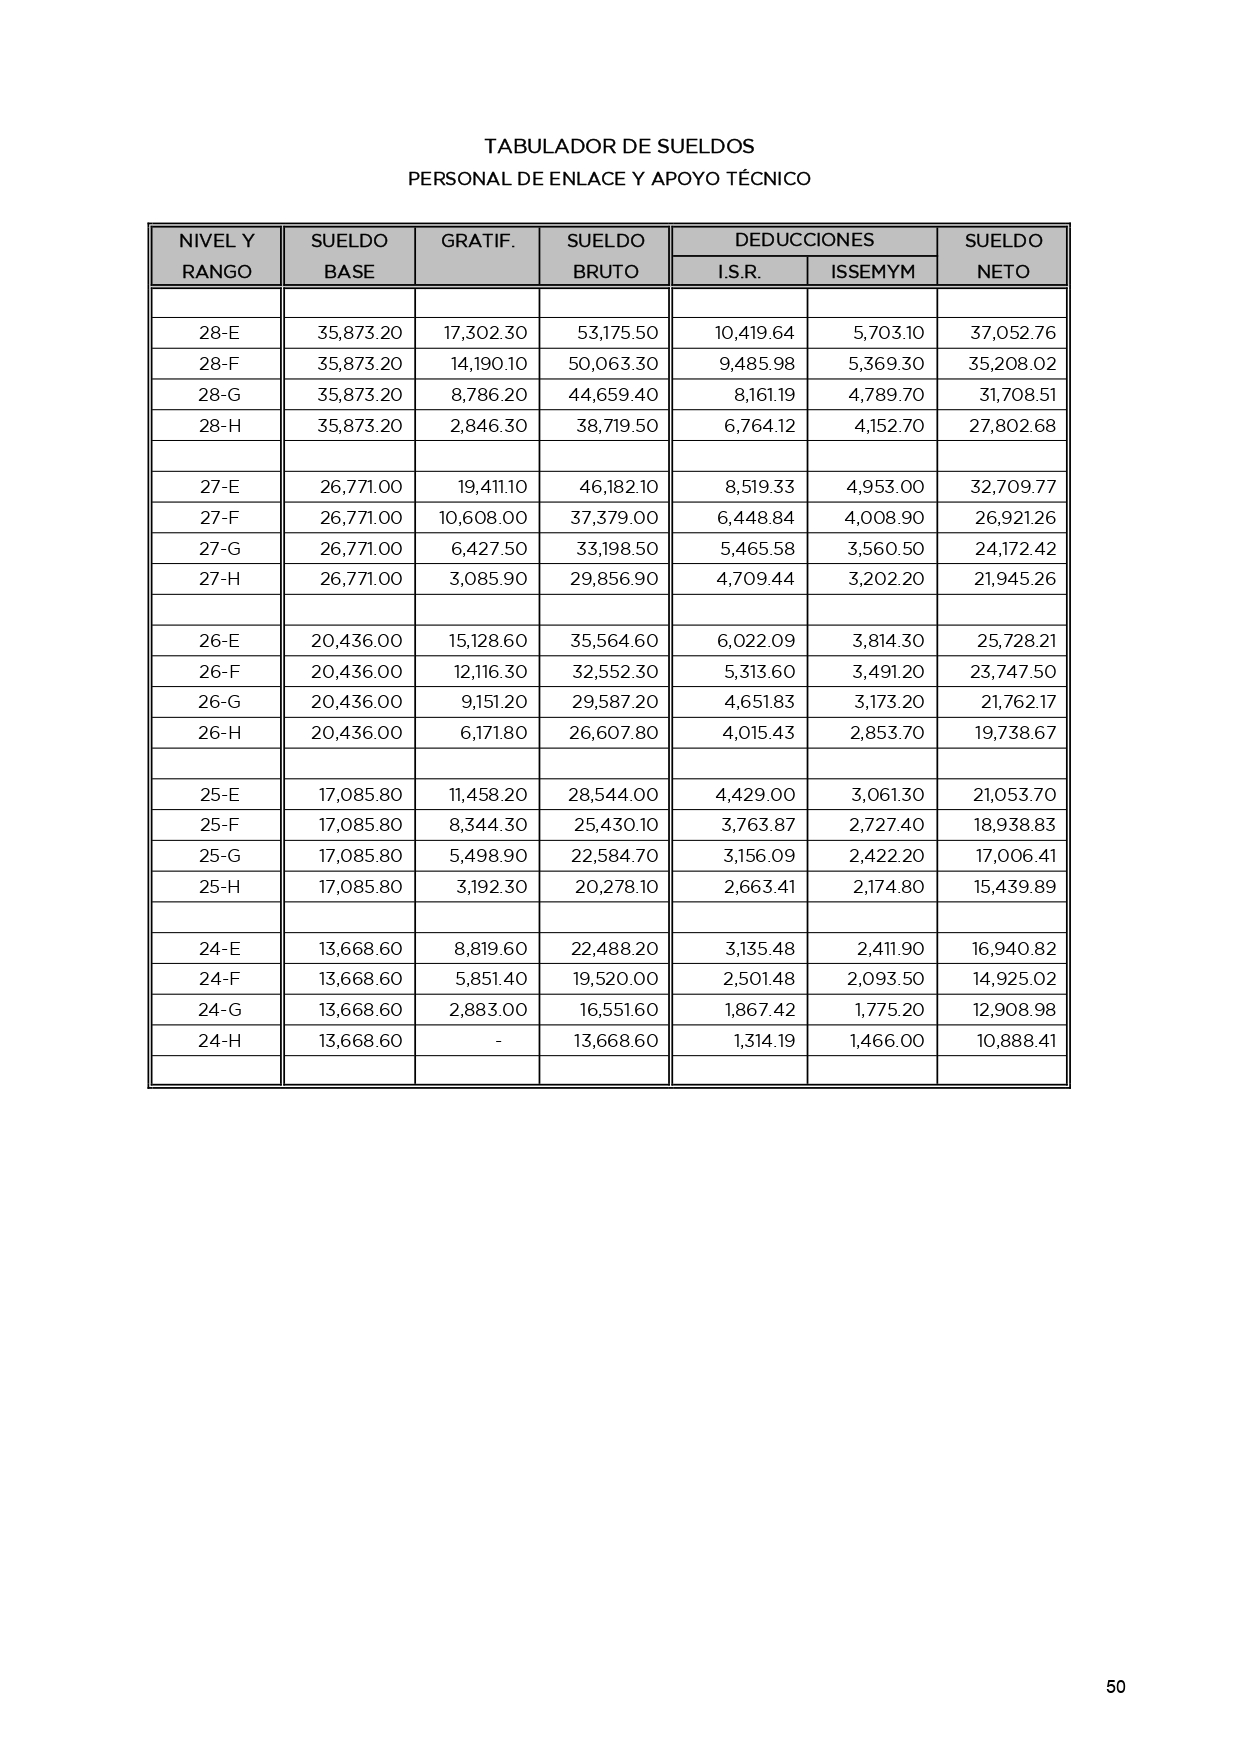 TABULADOR DE SUELDOS
PERSONAL DE ENLACE Y APOYO TÉCNICO
NIVEL Y SUELDO GRATIF. SUELDO DEDUCCIONES SUELDO
RANGO BASE BRUTO I.S.R. ISSEMYM NETO
28-E 35,873.20 17,302.30 53,175.50 10,419.64 5,703.10 37,052.76
28-F 35,873.20 14,190.10 50,063.30 9,485.98 5,369.30 35,208.02
28-G 35,873.20 8,786.20 44,659.40 8,161.19 4,789.70 31,708.51
28-H 35,873.20 2,846.30 38,719.50 6,764.12 4,152.70 27,802.68
27-E 26,771.00 19,411.10 46,182.10 8,519.33 4,953.00 32,709.77
27-F 26,771.00 10,608.00 37,379.00 6,448.84 4,008.90 26,921.26
27-G 26,771.00 6,427.50 33,198.50 5,465.58 3,560.50 24,172.42
27-H 26,771.00 3,085.90 29,856.90 4,709.44 3,202.20 21,945.26
26-E 20,436.00 15,128.60 35,564.60 6,022.09 3,814.30 25,728.21
26-F 20,436.00 12,116.30 32,552.30 5,313.60 3,491.20 23,747.50
26-G 20,436.00 9,151.20 29,587.20 4,651.83 3,173.20 21,762.17
26-H 20,436.00 6,171.80 26,607.80 4,015.43 2,853.70 19,738.67
25-E 17,085.80 11,458.20 28,544.00 4,429.00 3,061.30 21,053.70
25-F 17,085.80 8,344.30 25,430.10 3,763.87 2,727.40 18,938.83
25-G 17,085.80 5,498.90 22,584.70 3,156.09 2,422.20 17,006.41
25-H 17,085.80 3,192.30 20,278.10 2,663.41 2,174.80 15,439.89
24-E 13,668.60 8,819.60 22,488.20 3,135.48 2,411.90 16,940.82
24-F 13,668.60 5,851.40 19,520.00 2,501.48 2,093.50 14,925.02
24-G 13,668.60 2,883.00 16,551.60 1,867.42 1,775.20 12,908.98
24-H 13,668.60 - 13,668.60 1,314.19 1,466.00 10,888.41
50